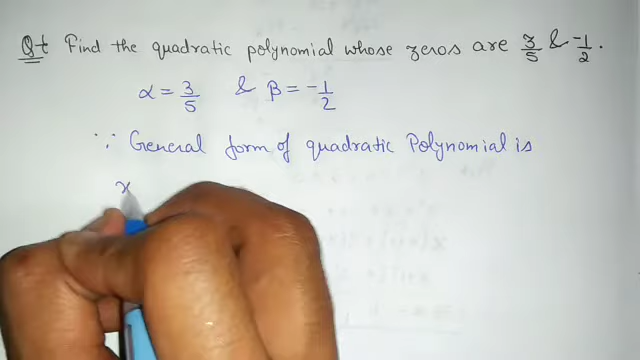 Qt Find the quadratic polynomial whose zeros are 3/5 & -1/2.
α = 3/5 & β = -1/2
∵ General form of quadratic Polynomial is
x